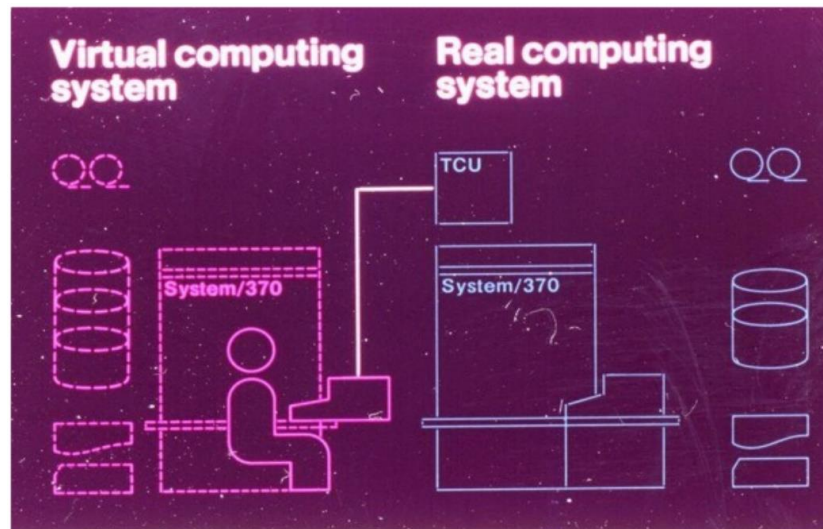 Virtual computing
system
Real computing
system
TCU
System/370
System/370